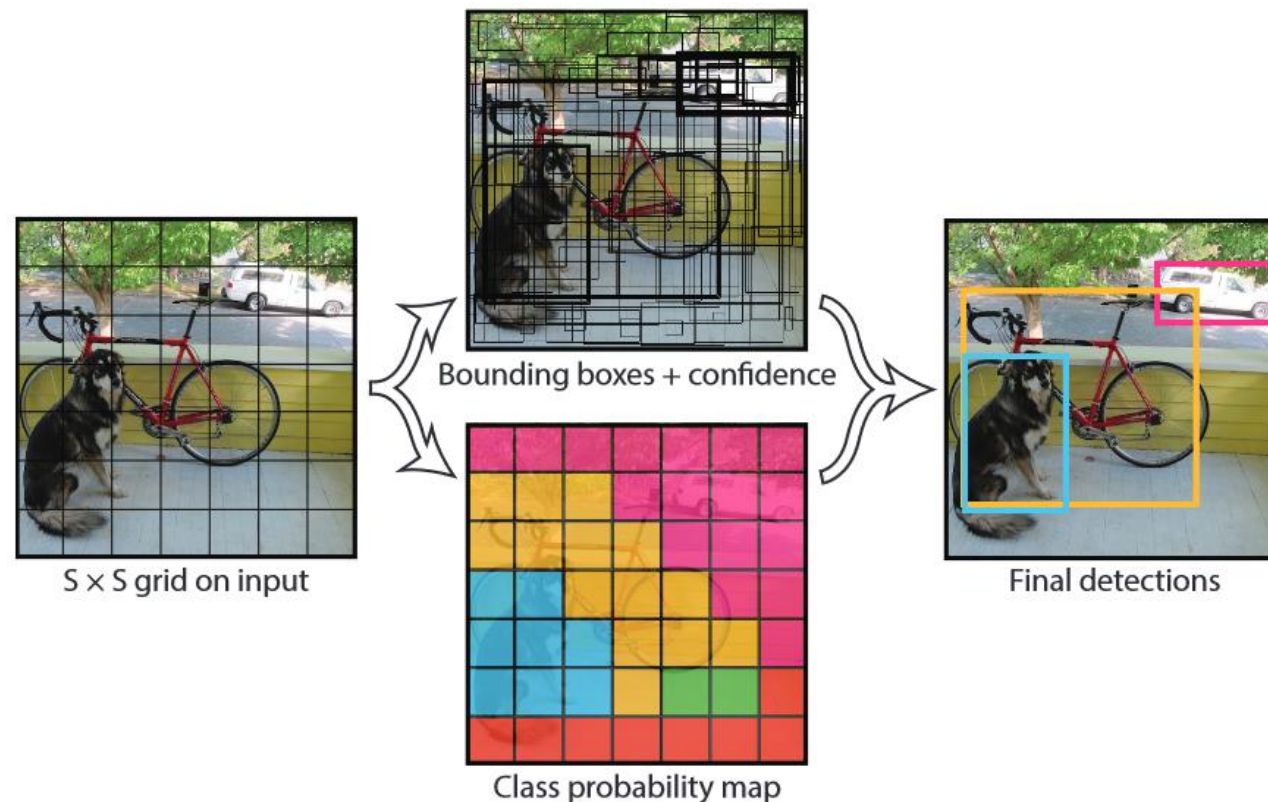 S × S grid on input
Bounding boxes + confidence
Class probability map
Final detections